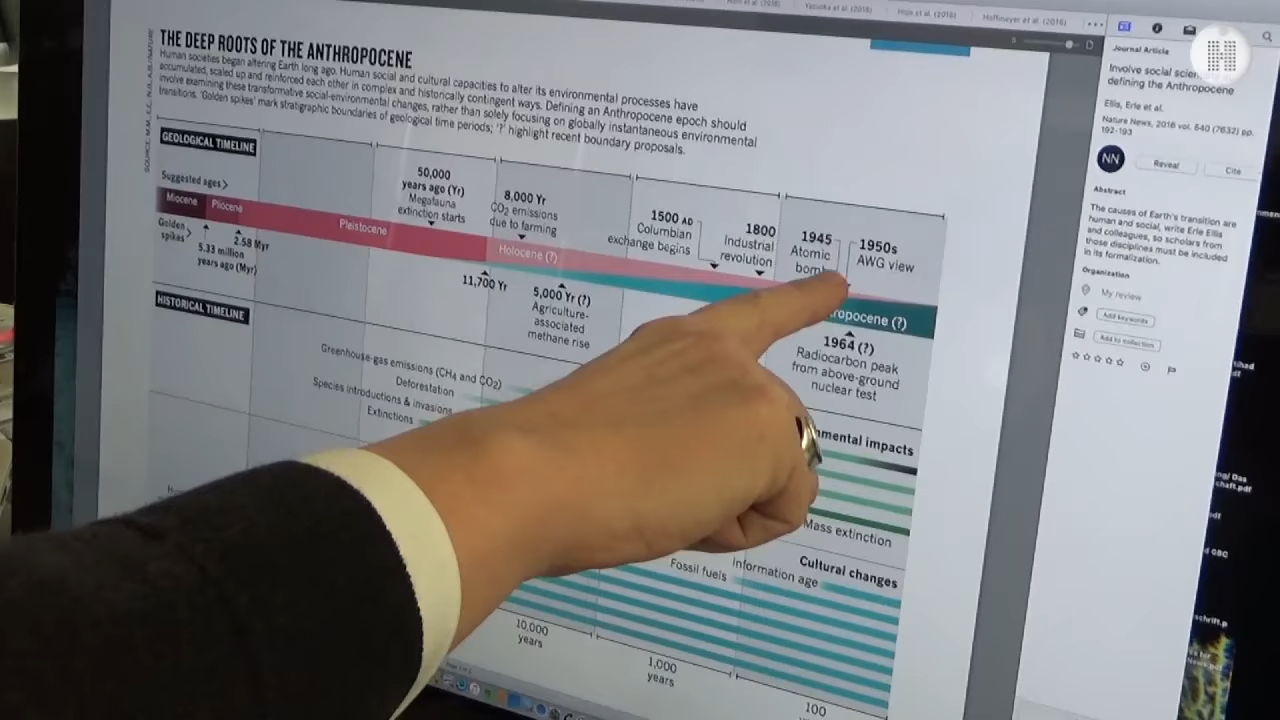 THE DEEP ROOTS OF THE ANTHROPOCENE
Human societies began altering Earth long ago. Human social and cultural capacities to alter its environmental processes have
accumulated, scaled up and reinforced each other in complex and historically contingent ways. Defining an Anthropocene epoch should
involve examining these transformative social-environmental changes, rather than solely focusing on globally instantaneous environmental
transitions. 'Golden spikes' mark stratigraphic boundaries of geological time periods; '?' highlight recent boundary proposals.
GEOLOGICAL TIMELINE
Suggested ages>
Miocene
Pliocene
Pleistocene
Holocene (?)
ropocene (?)
Golden
spikes>
5.33 million
years ago (Myr)
2.58 Myr
50,000
years ago (Yr)
Megafauna
extinction starts
8,000 Yr
CO2 emissions
due to farming
1500 AD
Columbian
exchange begins
1800
Industrial
revolution
1945
Atomic
bomb
1950s
AWG view
11,700 Yr
5,000 Yr (?)
Agriculture-
associated
methane rise
1964 (?)
Radiocarbon peak
from above-ground
nuclear test
HISTORICAL TIMELINE
Greenhouse-gas emissions (CH4 and CO2)
Deforestation
Species introductions & invasions
Extinctions
mental impacts
Mass extinction
Cultural changes
Fossil fuels
Information age
10,000
years
1,000
years
100
Journal Article
Involve social scien
defining the Anthropocene
Ellis, Erle et al.
Nature News, 2016 vol. 540 (7632) pp.
192-193
NN
Reveal
Cite
Abstract
The causes of Earth's transition are
human and social, write Erle Ellis
and colleagues, so scholars from
those disciplines must be included
in its formalization.
Organization
My review
Add keywords
Add to collection
Hoffmeyer et al. (2016)